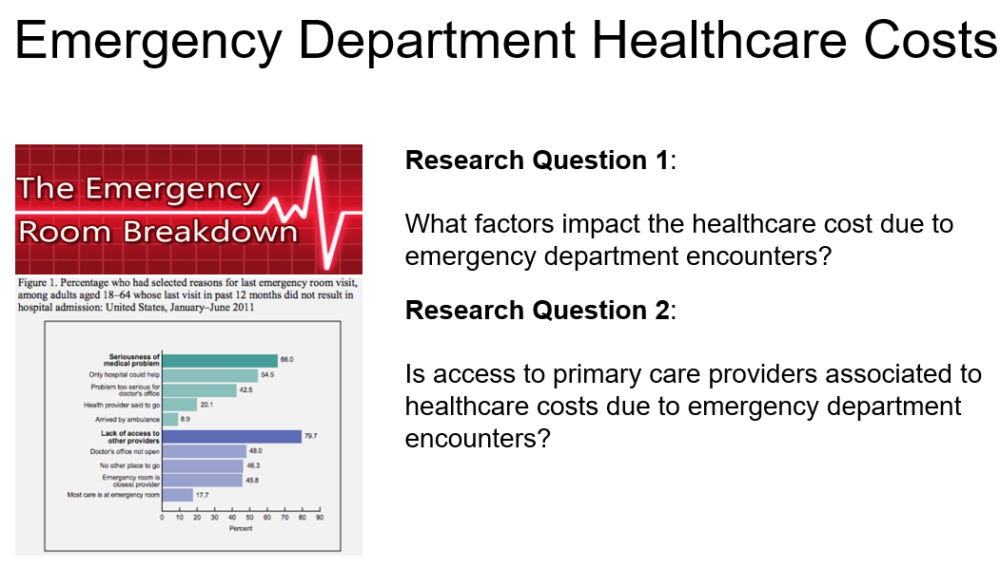 Emergency Department Healthcare Costs
The Emergency
Room Breakdown
Figure 1. Percentage who had selected reasons for last emergency room visit,
among adults aged 18–64 whose last visit in past 12 months did not result in
hospital admission: United States, January–June 2011
Seriousness of
medical problem
66.0
Only hospital could help
54.5
Problem too serious for
doctor's office
42.5
Health provider said to go
20.1
Arrived by ambulance
8.9
Lack of access to
other providers
79.7
Doctor's office not open
48.0
No other place to go
46.3
Emergency room is
closest provider
45.8
Most care is at emergency room
17.7
0 10 20 30 40 50 60 70 80 90
Percent
Research Question 1:
What factors impact the healthcare cost due to
emergency department encounters?
Research Question 2:
Is access to primary care providers associated to
healthcare costs due to emergency department
encounters?